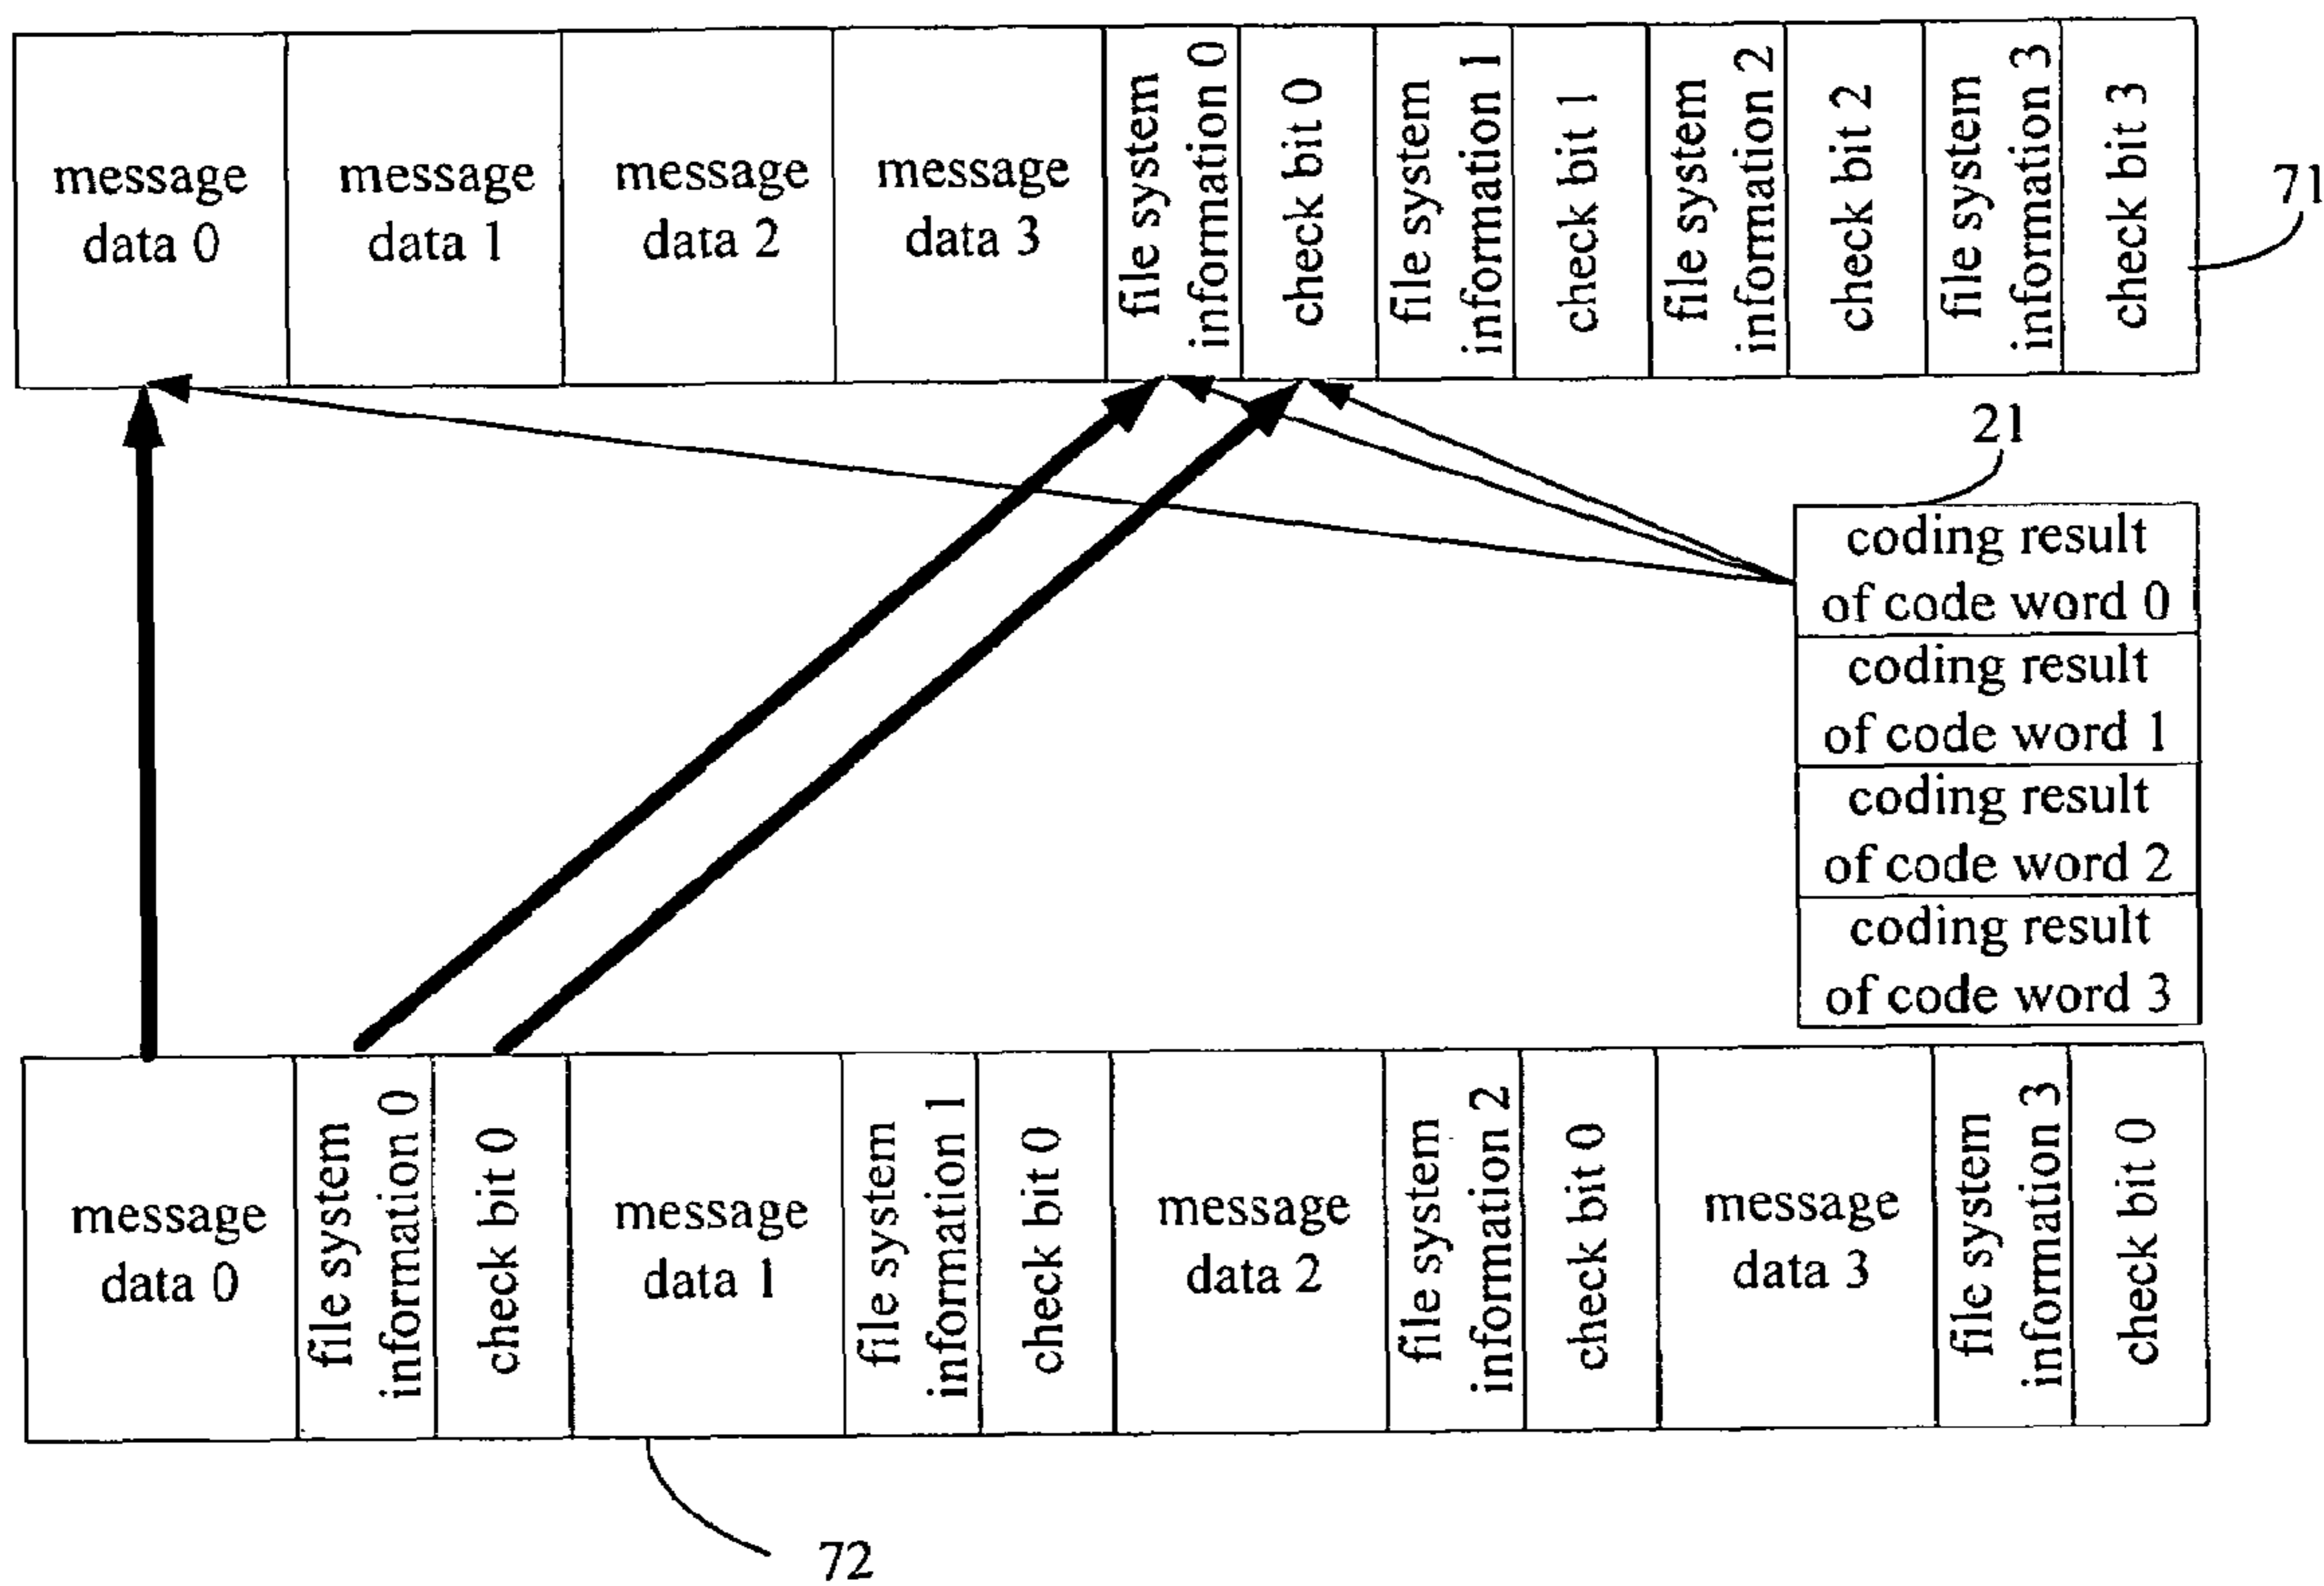 message
data 0
message
data 1
message
data 2
message
data 3
file system
information 0
check bit 0
file system
information 1
check bit 1
file system
information 2
check bit 2
file system
information 3
check bit 3
71
21
coding result
of code word 0
coding result
of code word 1
coding result
of code word 2
coding result
of code word 3
message
data 0
file system
information 0
check bit 0
message
data 1
file system
information 1
check bit 0
message
data 2
file system
information 2
check bit 0
message
data 3
file system
information 3
check bit 0
72